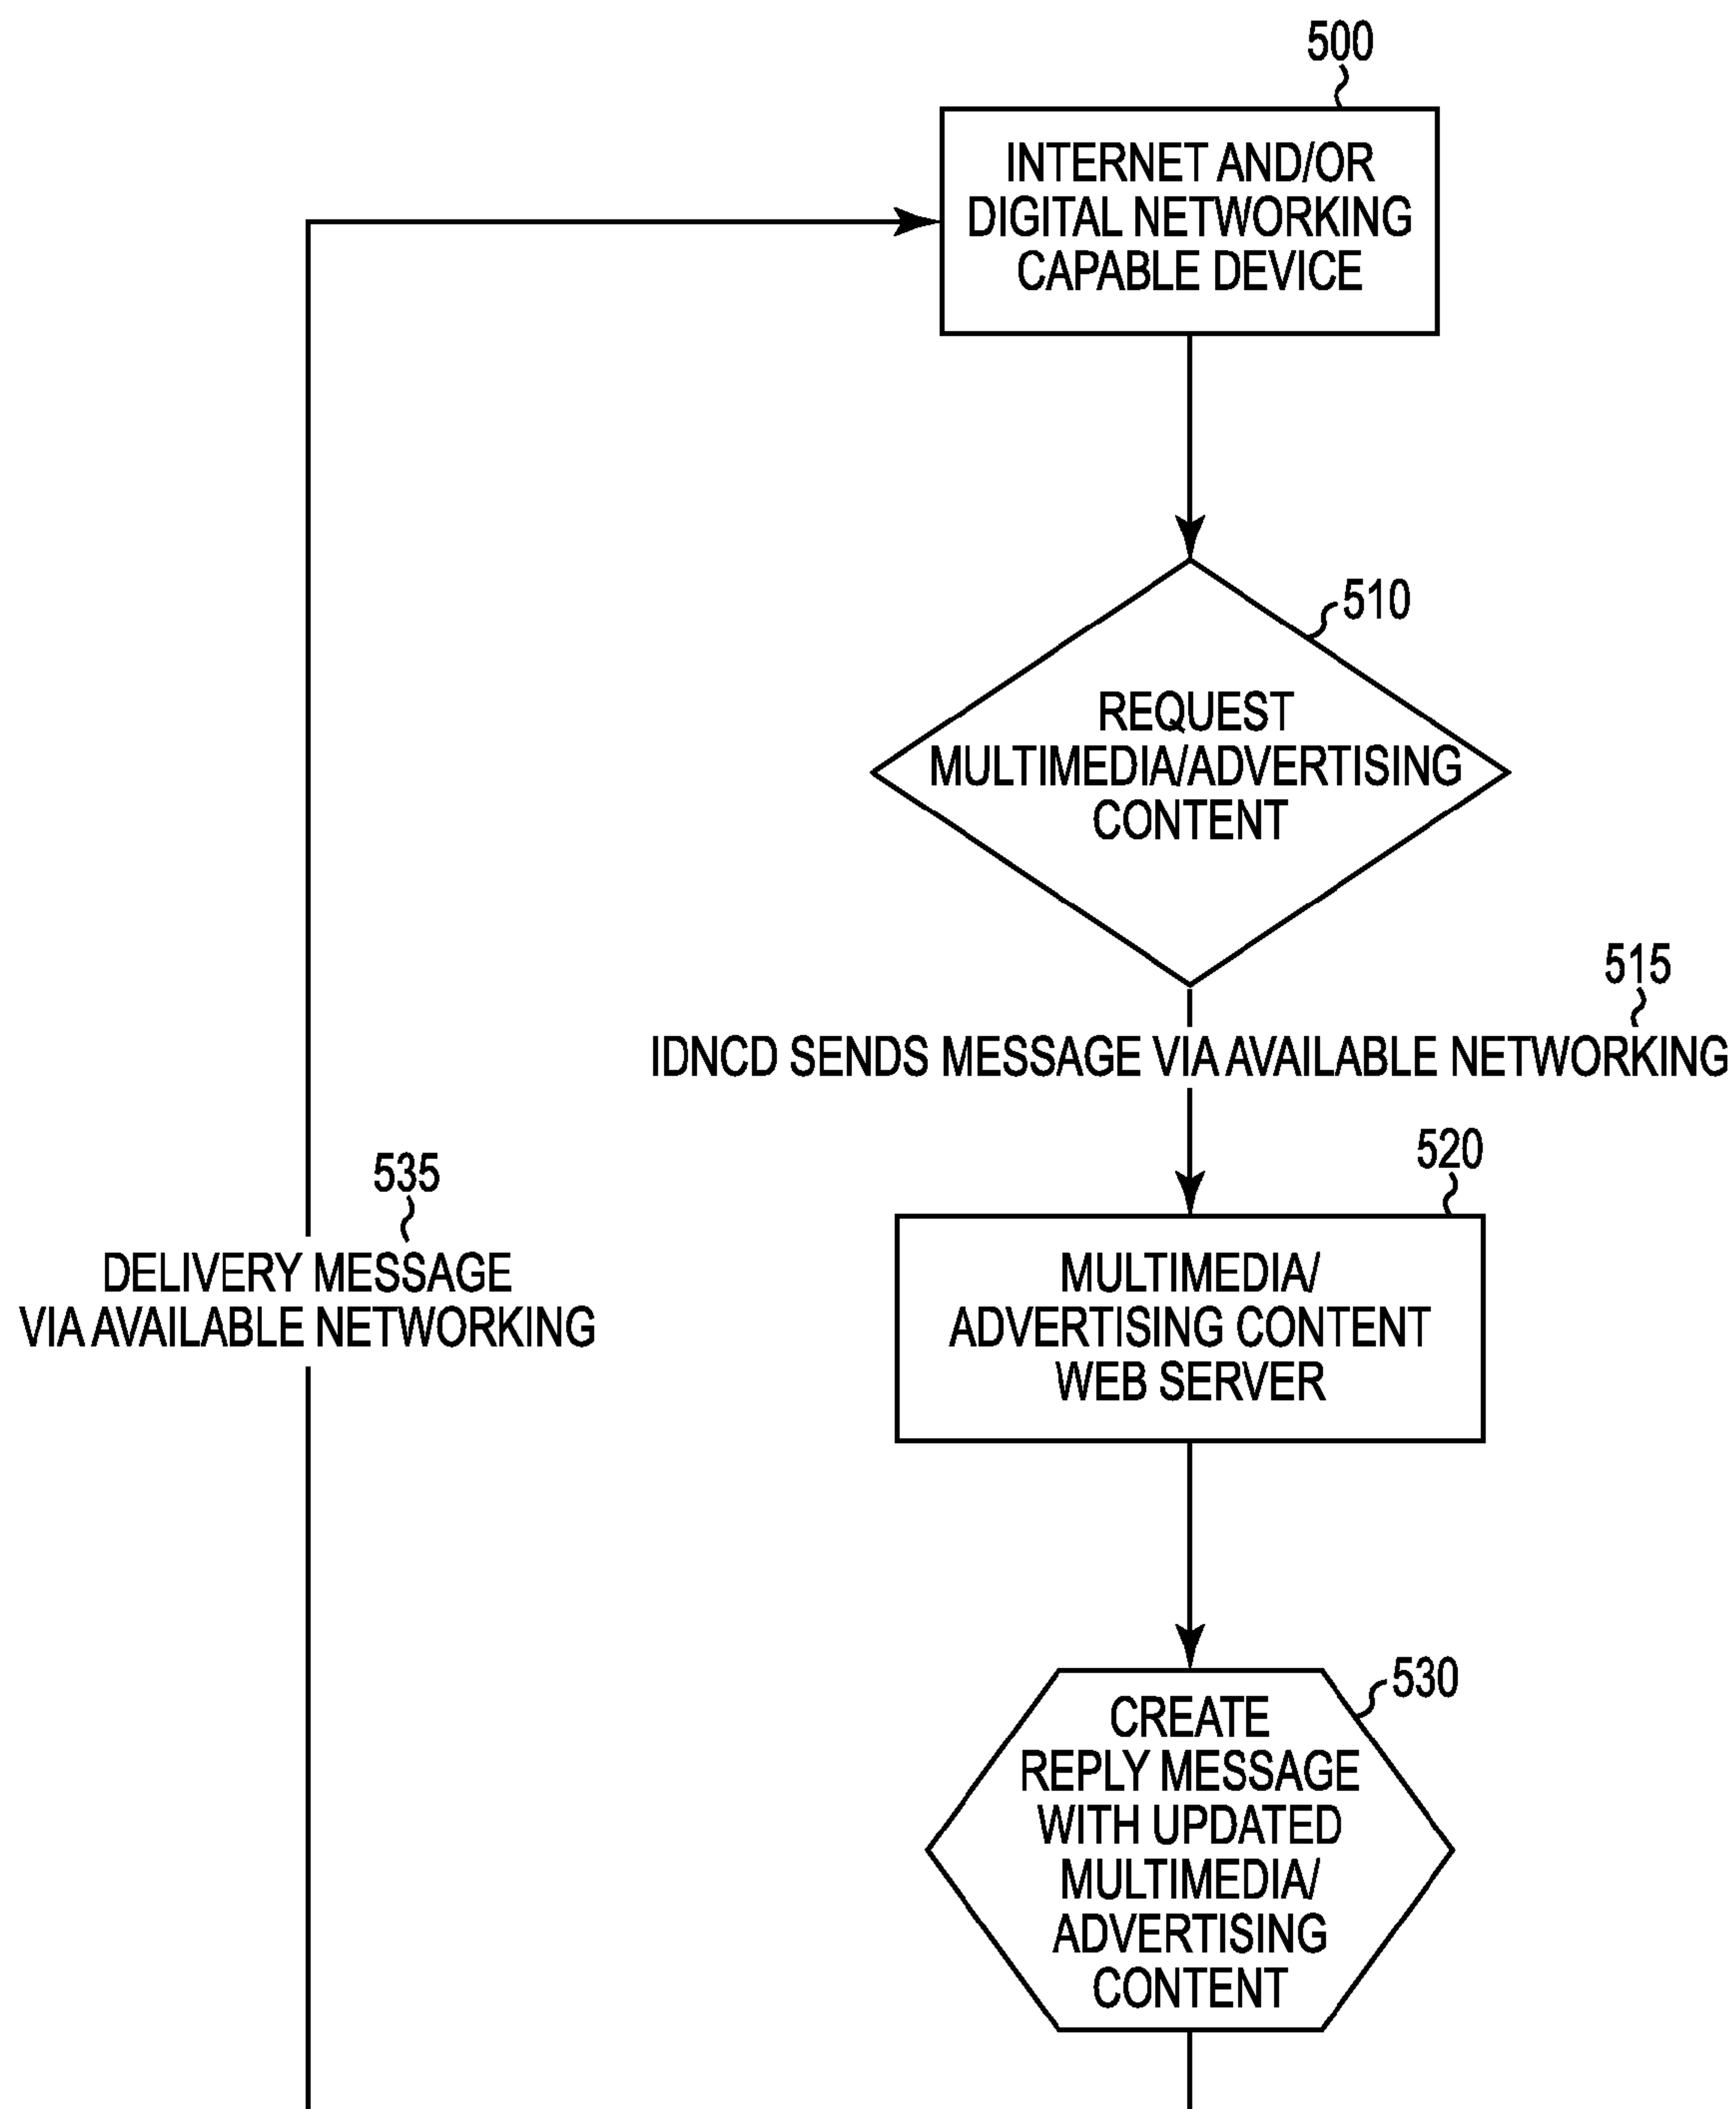 500
INTERNET AND/OR
DIGITAL NETWORKING
CAPABLE DEVICE
510
REQUEST
MULTIMEDIA/ADVERTISING
CONTENT
515
IDNCD SENDS MESSAGE VIA AVAILABLE NETWORKING
520
MULTIMEDIA/
ADVERTISING CONTENT
WEB SERVER
535
DELIVERY MESSAGE
VIA AVAILABLE NETWORKING
530
CREATE
REPLY MESSAGE
WITH UPDATED
MULTIMEDIA/
ADVERTISING
CONTENT